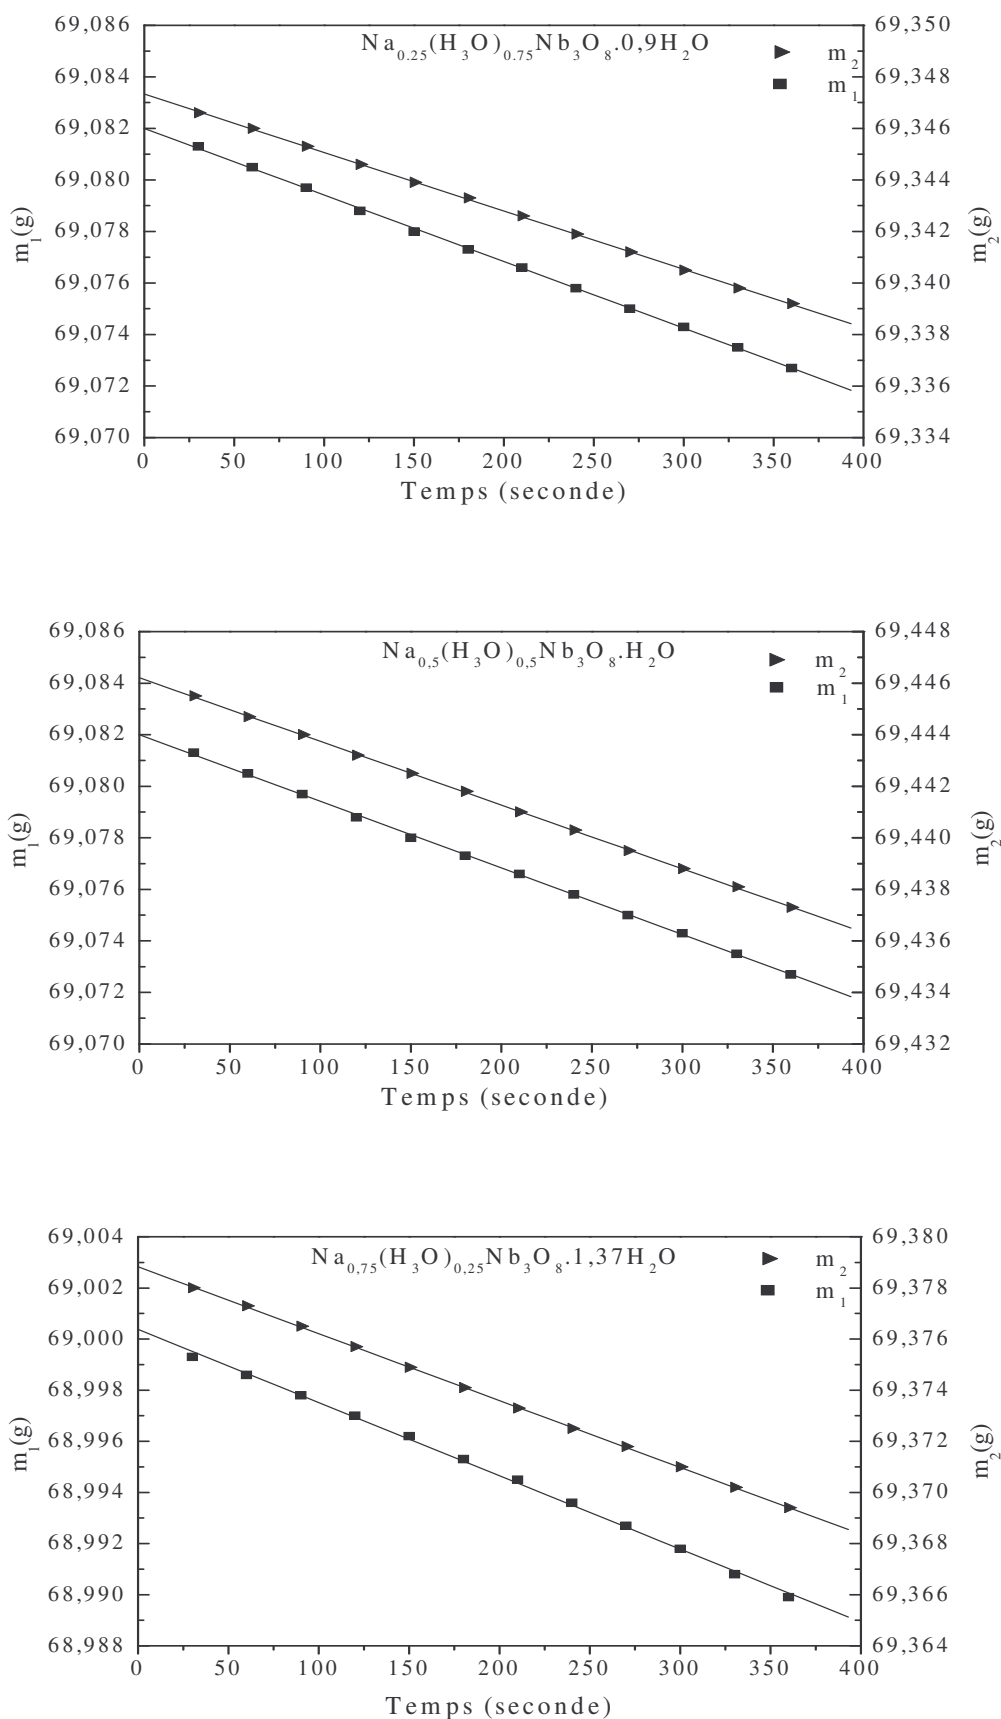 Na0.25(H3O)0.75Nb3O8.0,9H2O
m2
m1
69,086
69,084
69,082
69,080
69,078
69,076
69,074
69,072
69,070
m1(g)
69,350
69,348
69,346
69,344
69,342
69,340
69,338
69,336
69,334
m2(g)
0 50 100 150 200 250 300 350 400
Temps (seconde)
Na0,5(H3O)0,5Nb3O8.H2O
m2
m1
69,086
69,084
69,082
69,080
69,078
69,076
69,074
69,072
69,070
m1(g)
69,448
69,446
69,444
69,442
69,440
69,438
69,436
69,434
69,432
m2(g)
0 50 100 150 200 250 300 350 400
Temps (seconde)
Na0,75(H3O)0,25Nb3O8.1,37H2O
m2
m1
69,004
69,002
69,000
68,998
68,996
68,994
68,992
68,990
68,988
m1(g)
69,380
69,378
69,376
69,374
69,372
69,370
69,368
69,366
69,364
m2(g)
0 50 100 150 200 250 300 350 400
Temps (seconde)